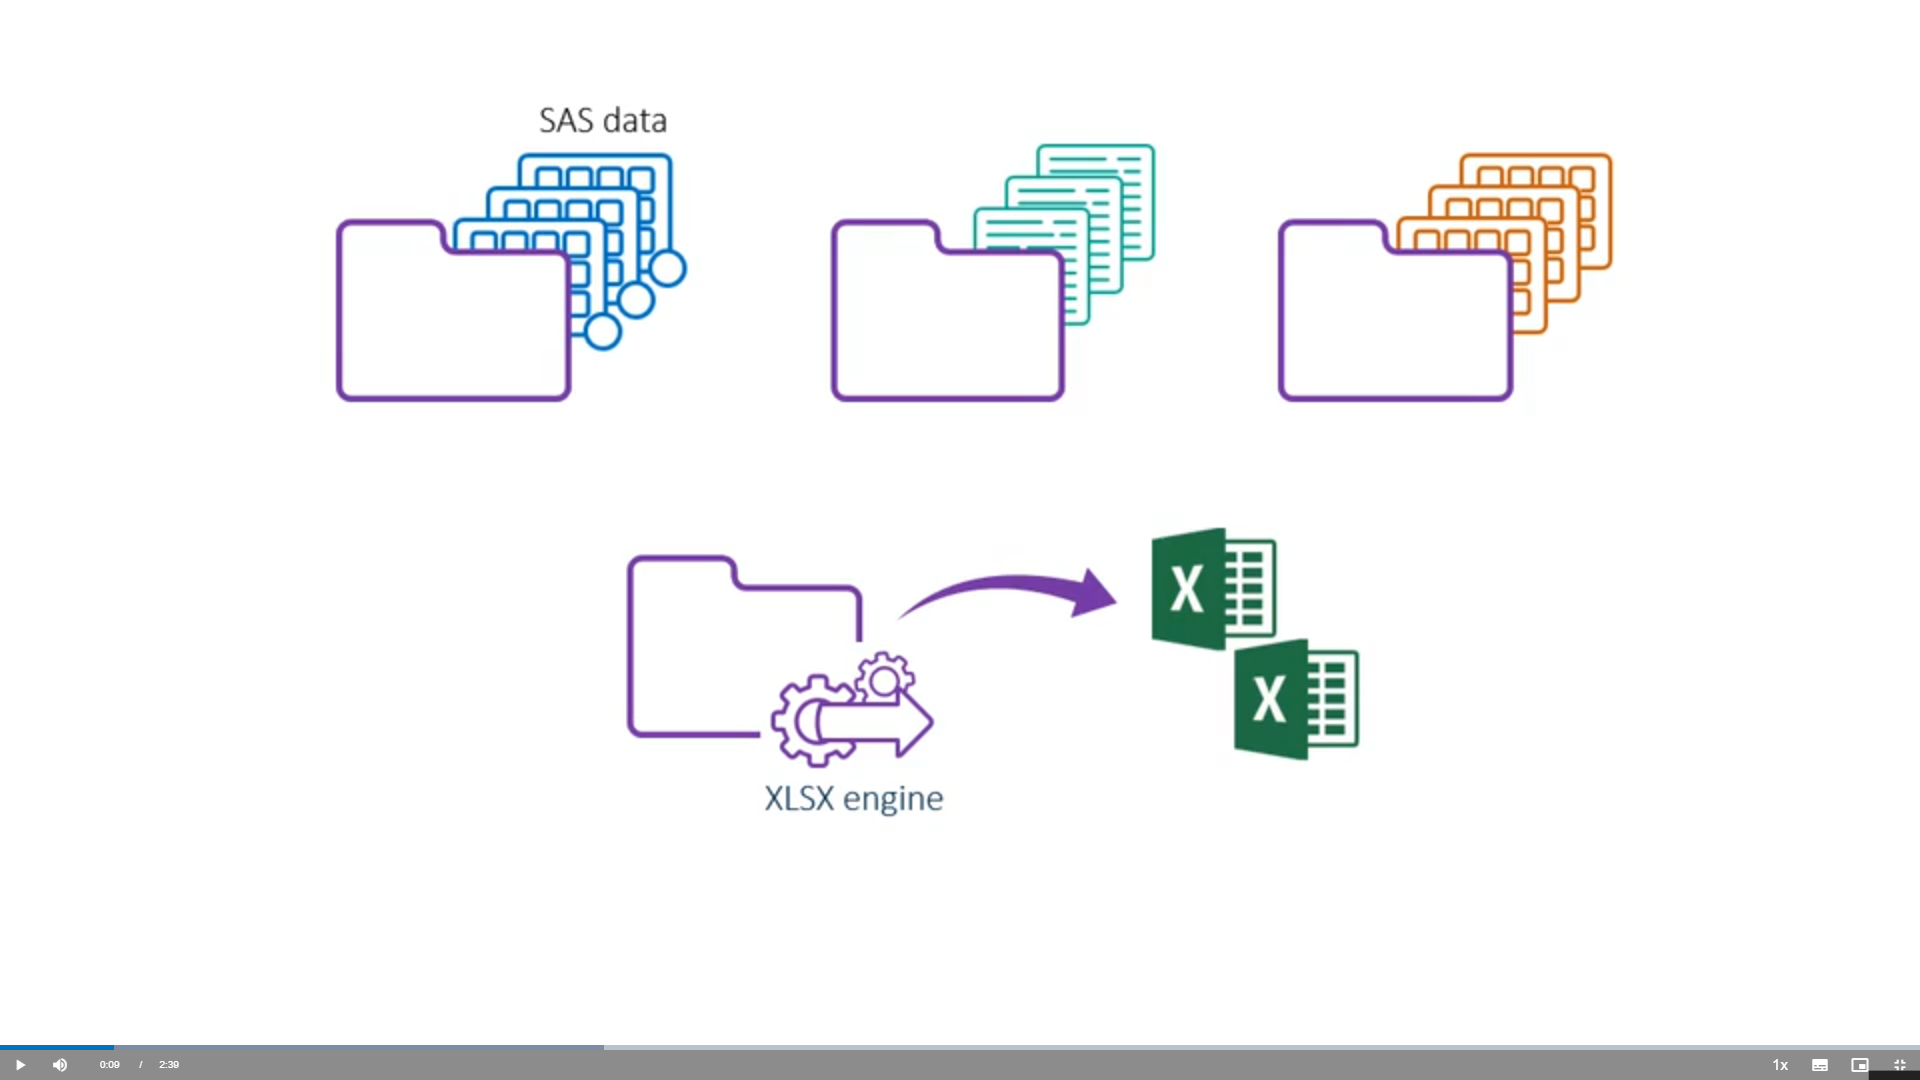 SAS data
X
X
XLSX engine
0:09 / 2:39
1x